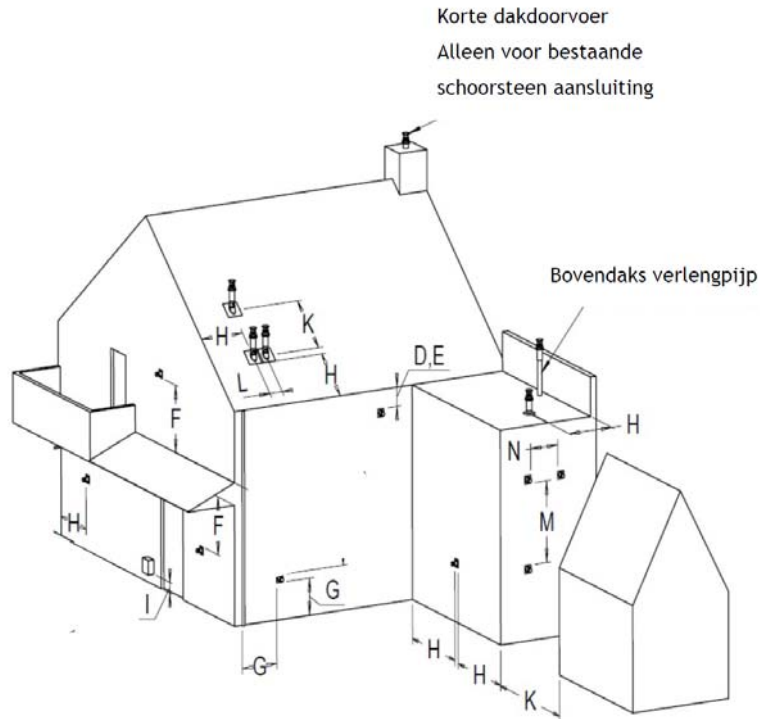 Korte dakdoorvoer
Alleen voor bestaande
schoorsteen aansluiting
Bovendaks verlengpijp
K
H
D,E
L
H
F
H
N
H
F
M
I
G
G
H
H
K